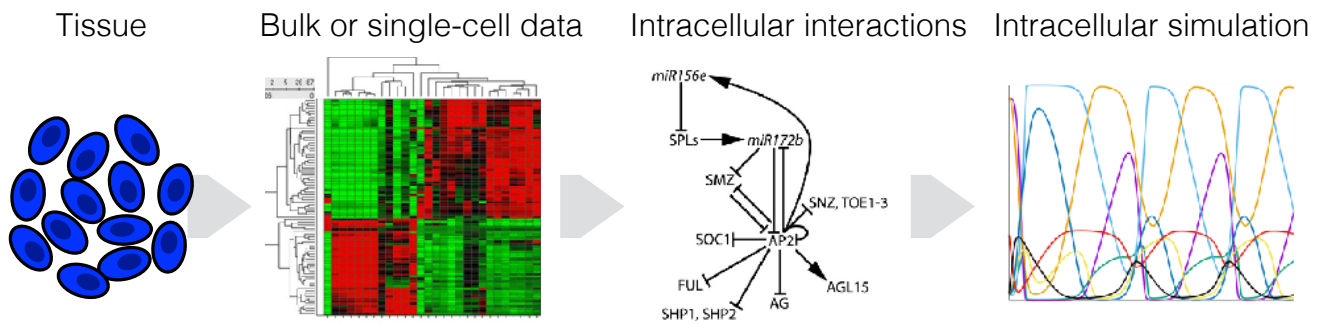 Tissue
Bulk or single-cell data
Intracellular interactions
Intracellular simulation
miR156e
SPLs
miR172b
SMZ
SNZ, TOE1-3
SOC1
AP2
FUL
AGL15
AG
SHP1, SHP2